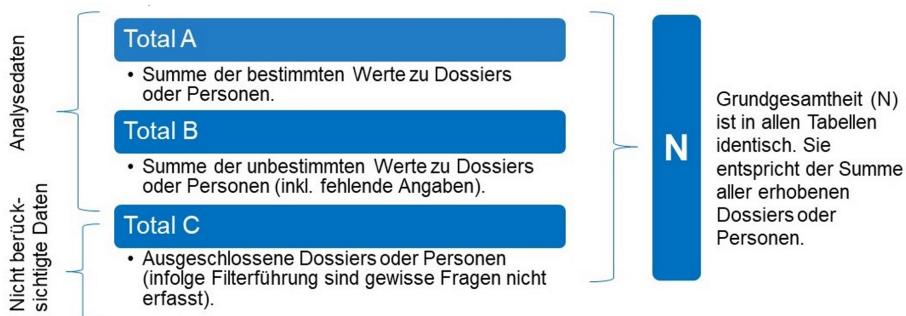 Analysedaten
Nicht berück-
sichtigte Daten
Total A
• Summe der bestimmten Werte zu Dossiers
oder Personen.
Total B
• Summe der unbestimmten Werte zu Dossiers
oder Personen (inkl. fehlende Angaben).
Total C
• Ausgeschlossene Dossiers oder Personen
(infolge Filterführung sind gewisse Fragen nicht
erfasst).
N
Grundgesamtheit (N)
ist in allen Tabellen
identisch. Sie
entspricht der Summe
aller erhobenen
Dossiers oder
Personen.